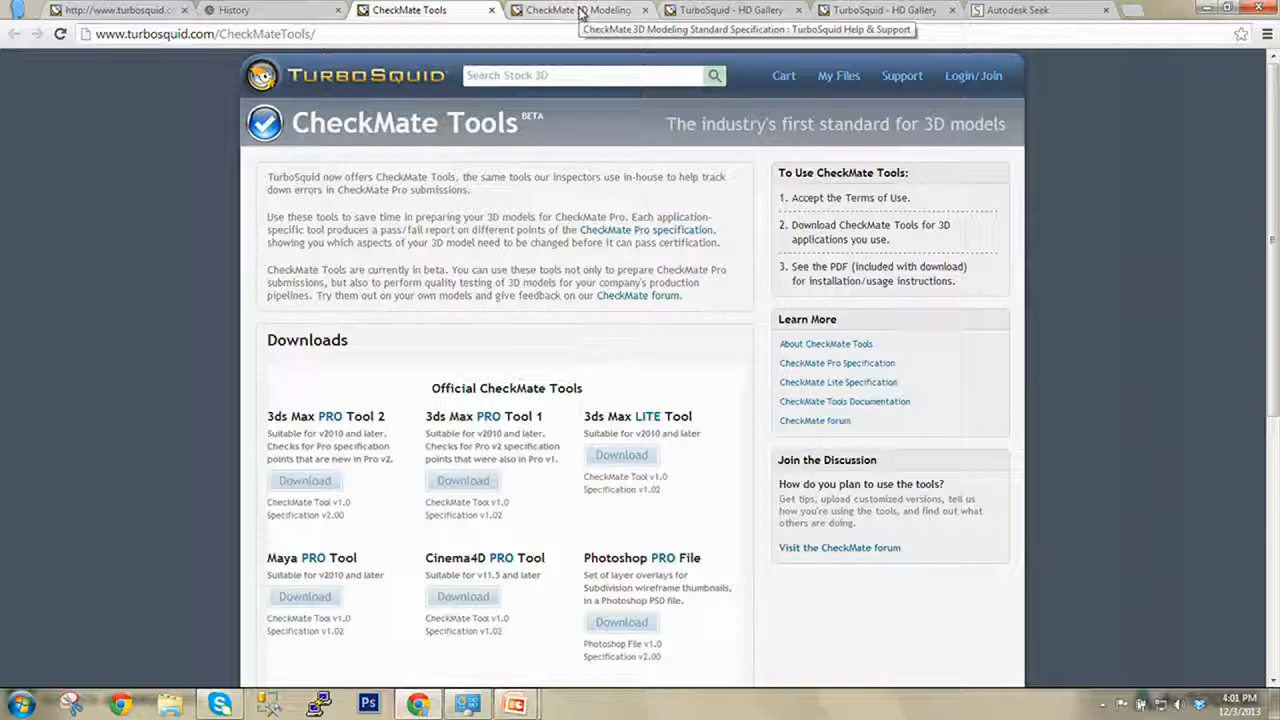 http://www.turbosquid.co
History
CheckMate Tools
CheckMate 3D Modeling
TurboSquid - HD Gallery
TurboSquid - HD Gallery
Autodesk Seek
www.turbosquid.com/CheckMateTools/
CheckMate 3D Modeling Standard Specification : TurboSquid Help & Support
TURBOSQUID
Search Stock 3D
Cart
My Files
Support
Login/Join
CheckMate Tools BETA
The industry's first standard for 3D models
TurboSquid now offers CheckMate Tools, the same tools our inspectors use in-house to help track
down errors in CheckMate Pro submissions.
Use these tools to save time in preparing your 3D models for CheckMate Pro. Each application-
specific tool produces a pass/fail report on different points of the CheckMate Pro specification,
showing you which aspects of your 3D model need to be changed before it can pass certification.
CheckMate Tools are currently in beta. You can use these tools not only to prepare CheckMate Pro
submissions, but also to perform quality testing of 3D models for your company's production
pipelines. Try them out on your own models and give feedback on our CheckMate forum.
To Use CheckMate Tools:
1. Accept the Terms of Use.
2. Download CheckMate Tools for 3D
applications you use.
3. See the PDF (included with download)
for installation/usage instructions.
Learn More
About CheckMate Tools
CheckMate Pro Specification
CheckMate Lite Specification
CheckMate Tools Documentation
CheckMate forum
Join the Discussion
How do you plan to use the tools?
Get tips, upload customized versions, tell us
how you're using the tools, and find out what
others are doing.
Visit the CheckMate forum
Downloads
Official CheckMate Tools
3ds Max PRO Tool 2
Suitable for v2010 and later.
Checks for Pro specification
points that are new in Pro v2.
Download
CheckMate Tool v1.0
Specification v2.00
3ds Max PRO Tool 1
Suitable for v2010 and later.
Checks for Pro v2 specification
points that were also in Pro v1.
Download
CheckMate Tool v1.0
Specification v1.02
3ds Max LITE Tool
Suitable for v2010 and later
Download
CheckMate Tool v1.0
Specification v1.02
Maya PRO Tool
Suitable for v2010 and later
Download
CheckMate Tool v1.0
Specification v1.02
Cinema4D PRO Tool
Suitable for v11.5 and later
Download
CheckMate Tool v1.0
Specification v1.02
Photoshop PRO File
Set of layer overlays for
Subdivision wireframe thumbnails,
in a Photoshop PSD file.
Download
Photoshop File v1.0
Specification v2.00
Ps
4:01 PM
12/3/2013